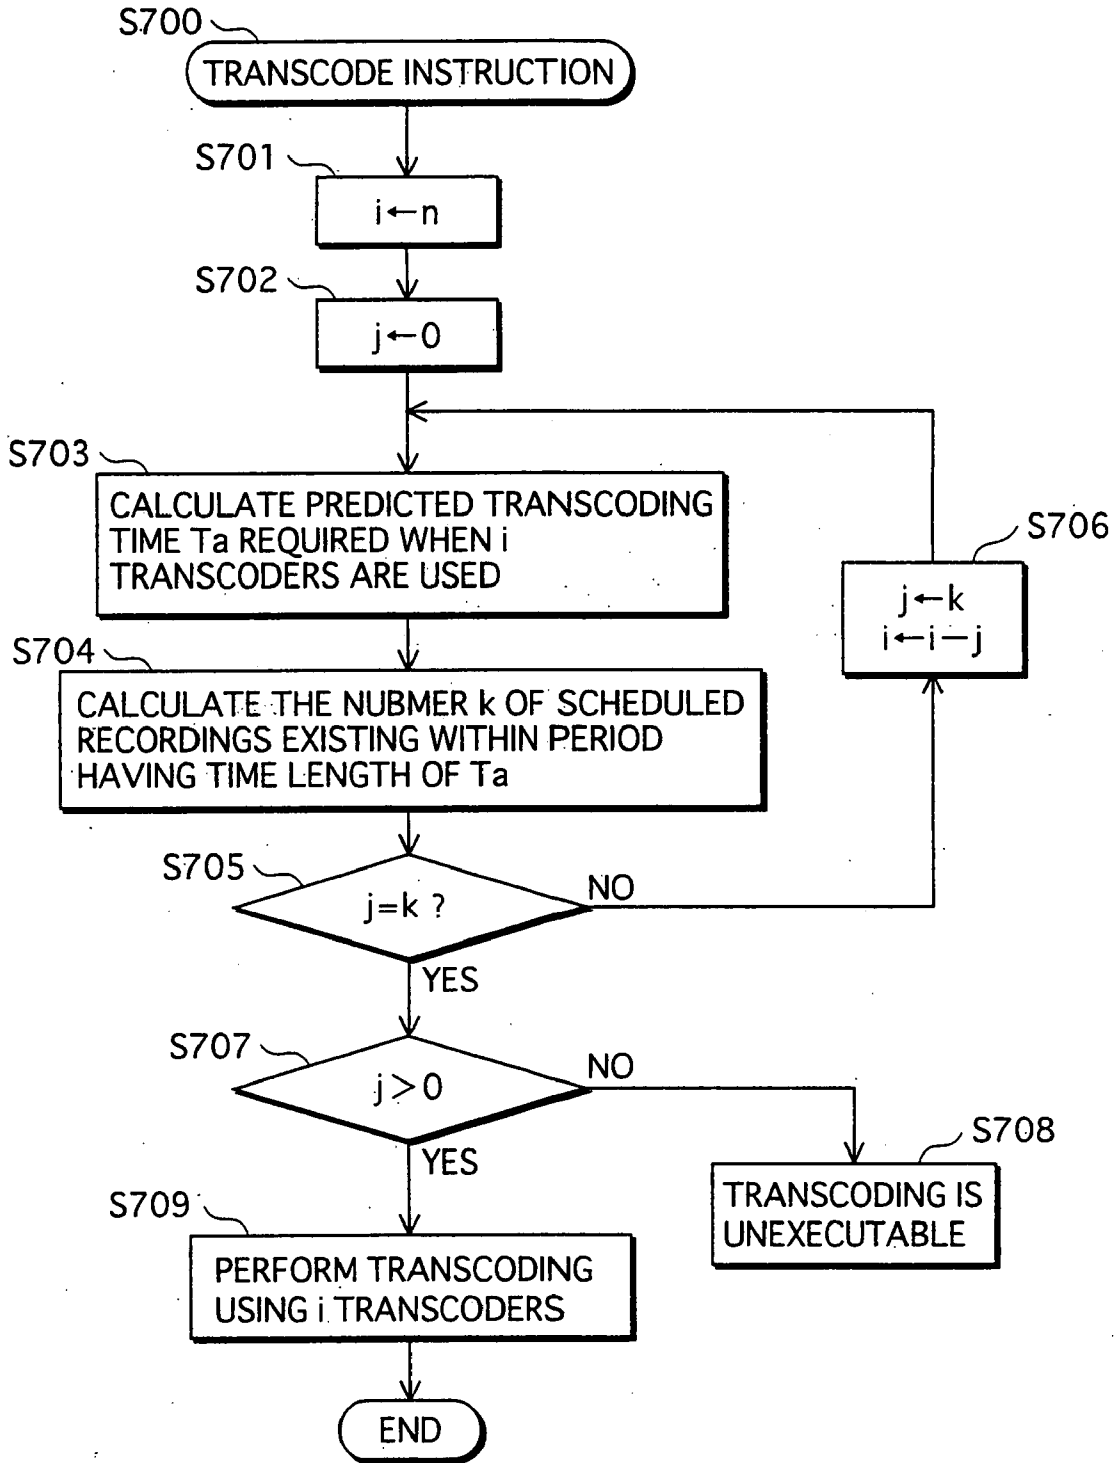 S700
TRANSCODE INSTRUCTION
S701
i←n
S702
j←0
S703
CALCULATE PREDICTED TRANSCODING
TIME Ta REQUIRED WHEN i
TRANSCODERS ARE USED
S706
j←k
i←i−j
S704
CALCULATE THE NUBMER k OF SCHEDULED
RECORDINGS EXISTING WITHIN PERIOD
HAVING TIME LENGTH OF Ta
S705
j=k ?
NO
YES
S707
j>0
NO
YES
S708
TRANSCODING IS
UNEXECUTABLE
S709
PERFORM TRANSCODING
USING i TRANSCODERS
END